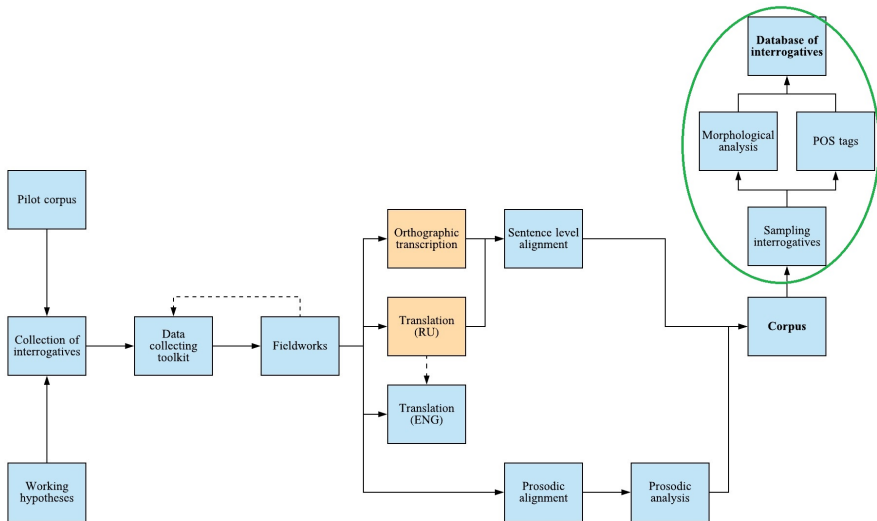 Database of
interrogatives
Morphological
analysis
POS tags
Pilot corpus
Orthographic
transcription
Sentence level
alignment
Sampling
interrogatives
Collection of
interrogatives
Data
collecting
toolkit
Fieldworks
Translation
(RU)
Corpus
Translation
(ENG)
Working
hypotheses
Prosodic
alignment
Prosodic
analysis